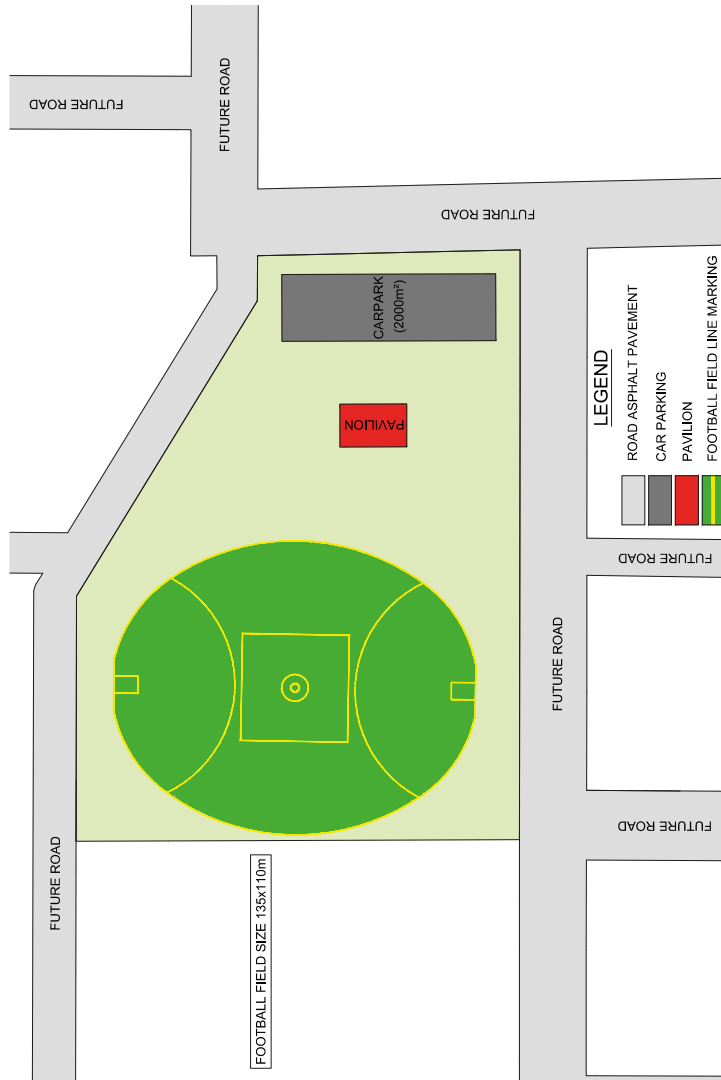 FUTURE ROAD
FUTURE ROAD
FUTURE ROAD
CARPARK
(2000m²)
PAVILION
LEGEND
ROAD ASPHALT PAVEMENT
CAR PARKING
PAVILION
FOOTBALL FIELD LINE MARKING
FUTURE ROAD
FUTURE ROAD
FUTURE ROAD
FUTURE ROAD
FOOTBALL FIELD SIZE 135x110m